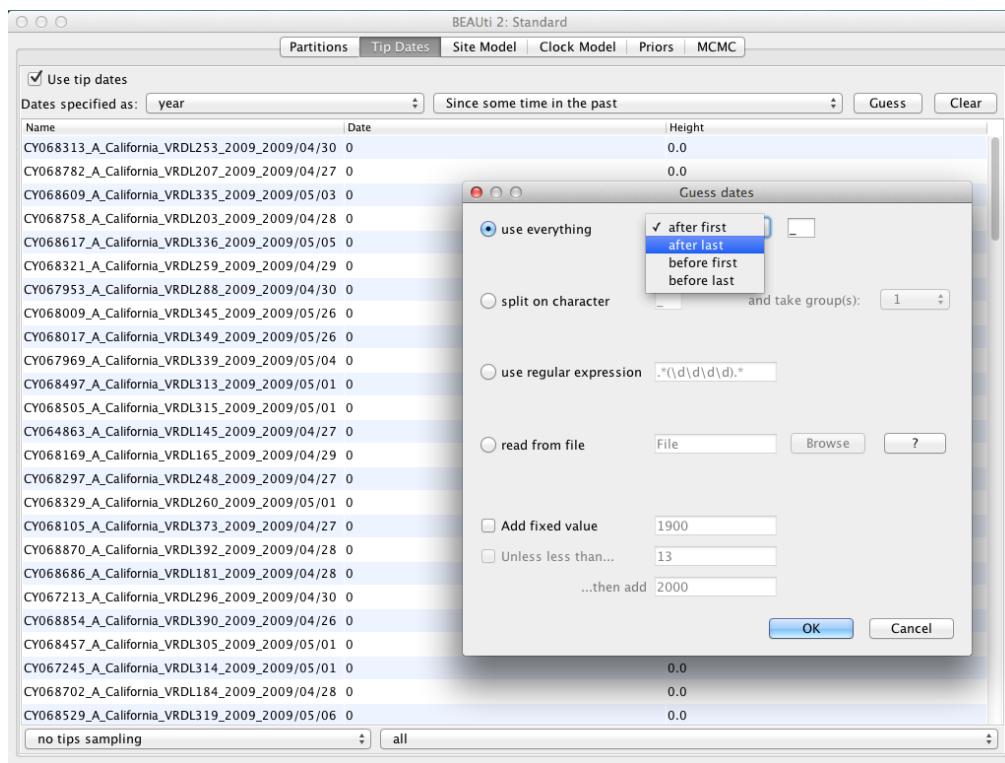 BEAUti 2: Standard
Partitions Tip Dates Site Model Clock Model Priors MCMC
Use tip dates
Dates specified as: year Since some time in the past Guess Clear
Name Date Height
CY068313_A_California_VRDL253_2009_2009/04/30 0 0.0
CY068782_A_California_VRDL207_2009_2009/04/27 0 0.0
CY068609_A_California_VRDL335_2009_2009/05/03 0
CY068758_A_California_VRDL203_2009_2009/04/28 0
CY068617_A_California_VRDL336_2009_2009/05/05 0
CY068321_A_California_VRDL259_2009_2009/04/29 0
CY067953_A_California_VRDL288_2009_2009/04/30 0
CY068009_A_California_VRDL345_2009_2009/05/26 0
CY068017_A_California_VRDL349_2009_2009/05/26 0
CY067969_A_California_VRDL339_2009_2009/05/04 0
CY068497_A_California_VRDL313_2009_2009/05/01 0
CY068505_A_California_VRDL315_2009_2009/05/01 0
CY064863_A_California_VRDL145_2009_2009/04/27 0
CY068169_A_California_VRDL165_2009_2009/04/29 0
CY068297_A_California_VRDL248_2009_2009/04/27 0
CY068329_A_California_VRDL260_2009_2009/05/01 0
CY068105_A_California_VRDL373_2009_2009/04/27 0
CY068870_A_California_VRDL392_2009_2009/04/28 0
CY068686_A_California_VRDL181_2009_2009/04/28 0
CY067213_A_California_VRDL296_2009_2009/04/30 0
CY068854_A_California_VRDL390_2009_2009/04/26 0
CY068457_A_California_VRDL305_2009_2009/05/01 0
CY067245_A_California_VRDL314_2009_2009/05/01 0 0.0
CY068702_A_California_VRDL184_2009_2009/04/28 0 0.0
CY068529_A_California_VRDL319_2009_2009/05/06 0 0.0
no tips sampling all
Guess dates
use everything ✓ after first _
after last
before first
before last
split on character _ and take group(s): 1
use regular expression .*(\d\d\d\d).*
read from file File Browse ?
Add fixed value 1900
Unless less than... 13
...then add 2000
OK Cancel